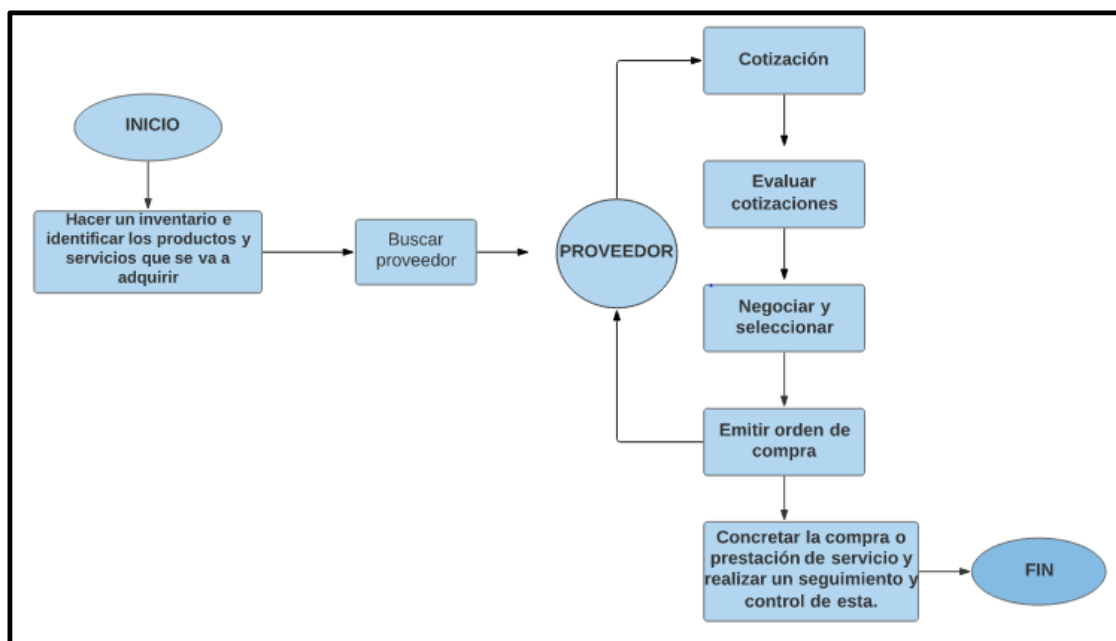 INICIO
Hacer un inventario e
identificar los productos y
servicios que se va a
adquirir
Buscar
proveedor
PROVEEDOR
Cotización
Evaluar
cotizaciones
Negociar y
seleccionar
Emitir orden de
compra
Concretar la compra o
prestación de servicio y
realizar un seguimiento y
control de esta.
FIN